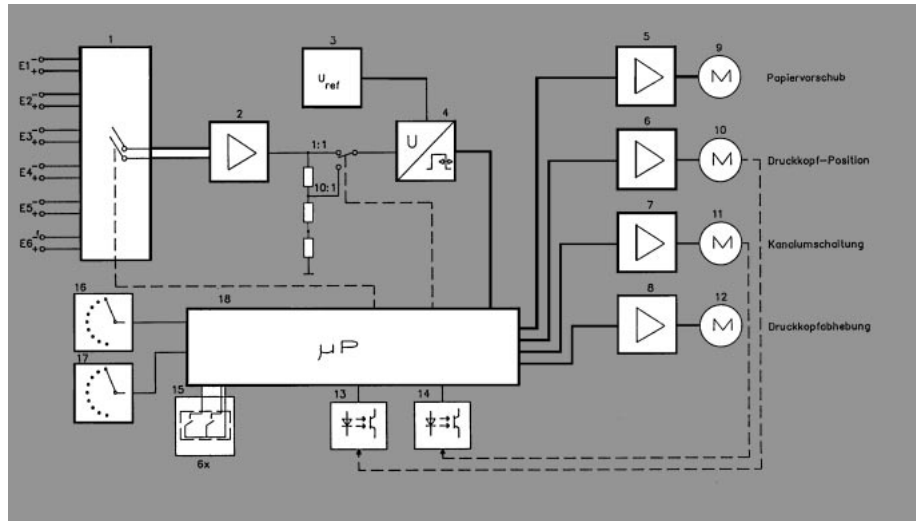 1
E1 - +
E2 - +
E3 - +
E4 - +
E5 - +
E6 - +
2
3
U ref
1:1
10:1
4
U
5
9
M
Papiervorschub
6
10
M
Druckkopf-Position
7
11
M
Kanalumschaltung
8
12
M
Druckkopfabhebung
16
17
18
µP
15
6x
13
14